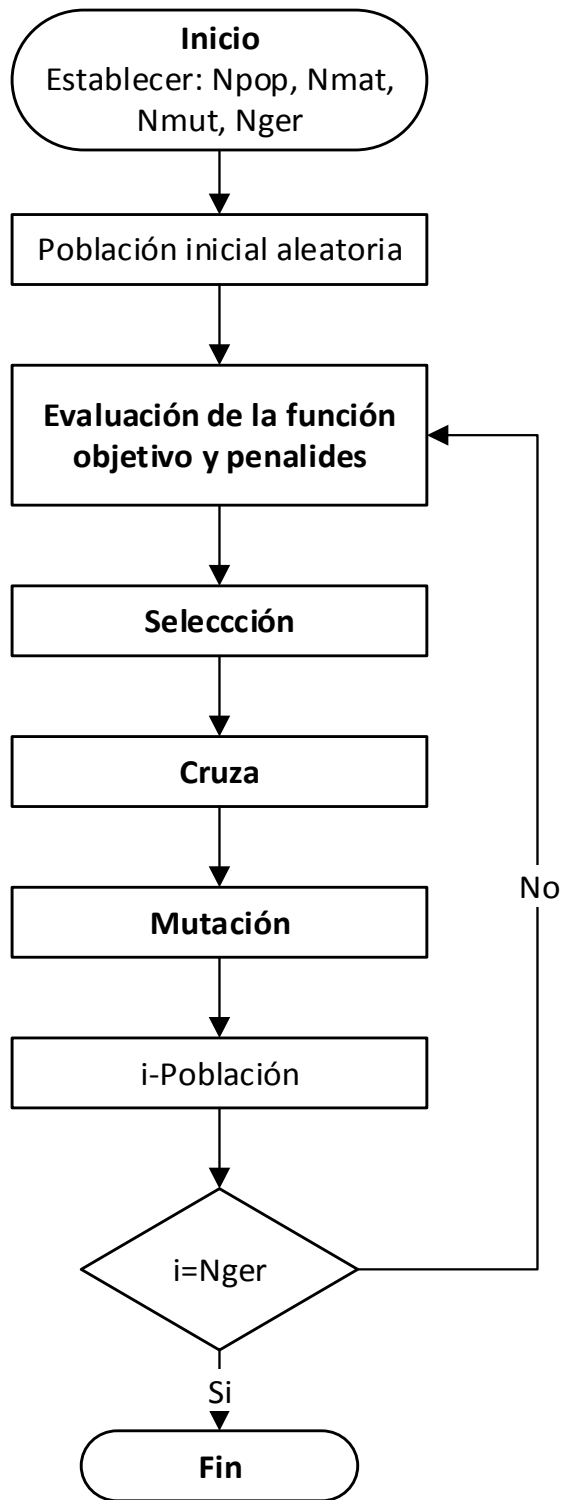 Inicio
Establecer: Npop, Nmat,
Nmut, Nger
Población inicial aleatoria
Evaluación de la función
objetivo y penalides
Seleccción
Cruza
Mutación
No
i-Población
i=Nger
Si
Fin